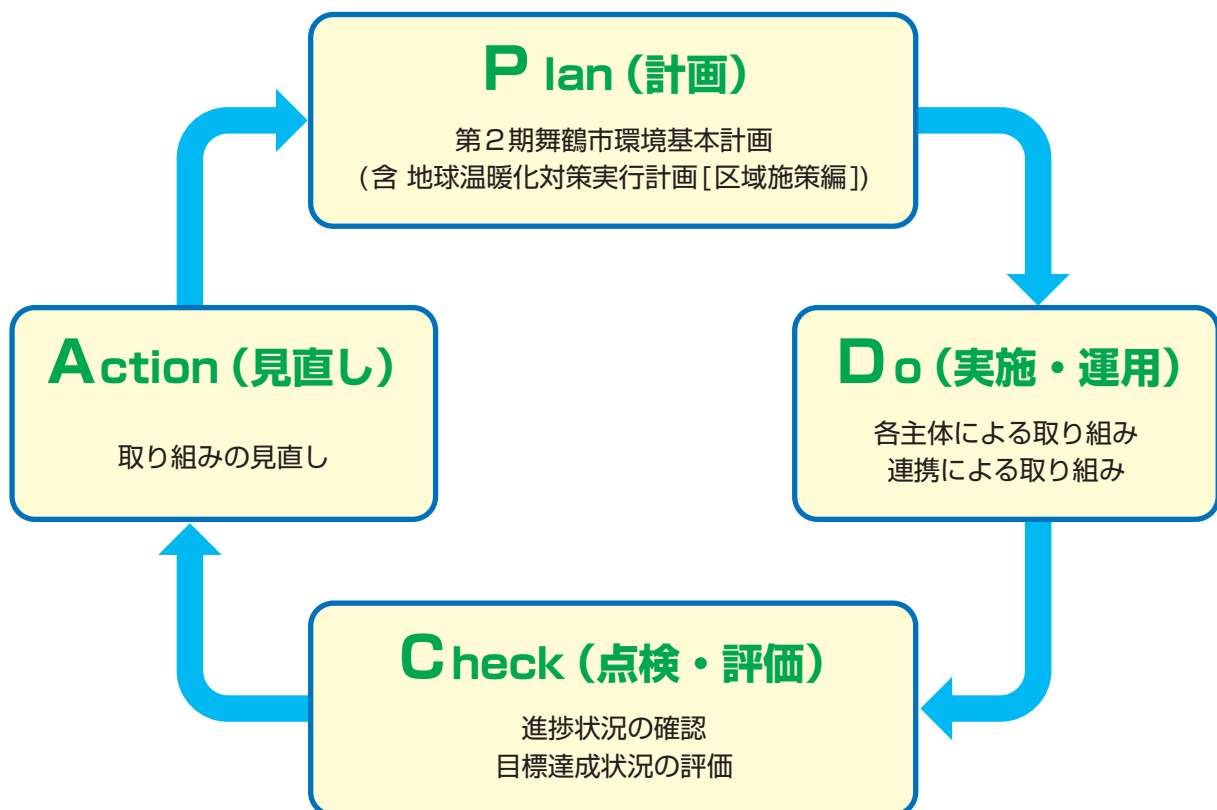 Plan（計画）
第２期舞鶴市環境基本計画
(含 地球温暖化対策実行計画[区域施策編])
Action（見直し）
取り組みの見直し
Do（実施・運用）
各主体による取り組み
連携による取り組み
Check（点検・評価）
進捗状況の確認
目標達成状況の評価